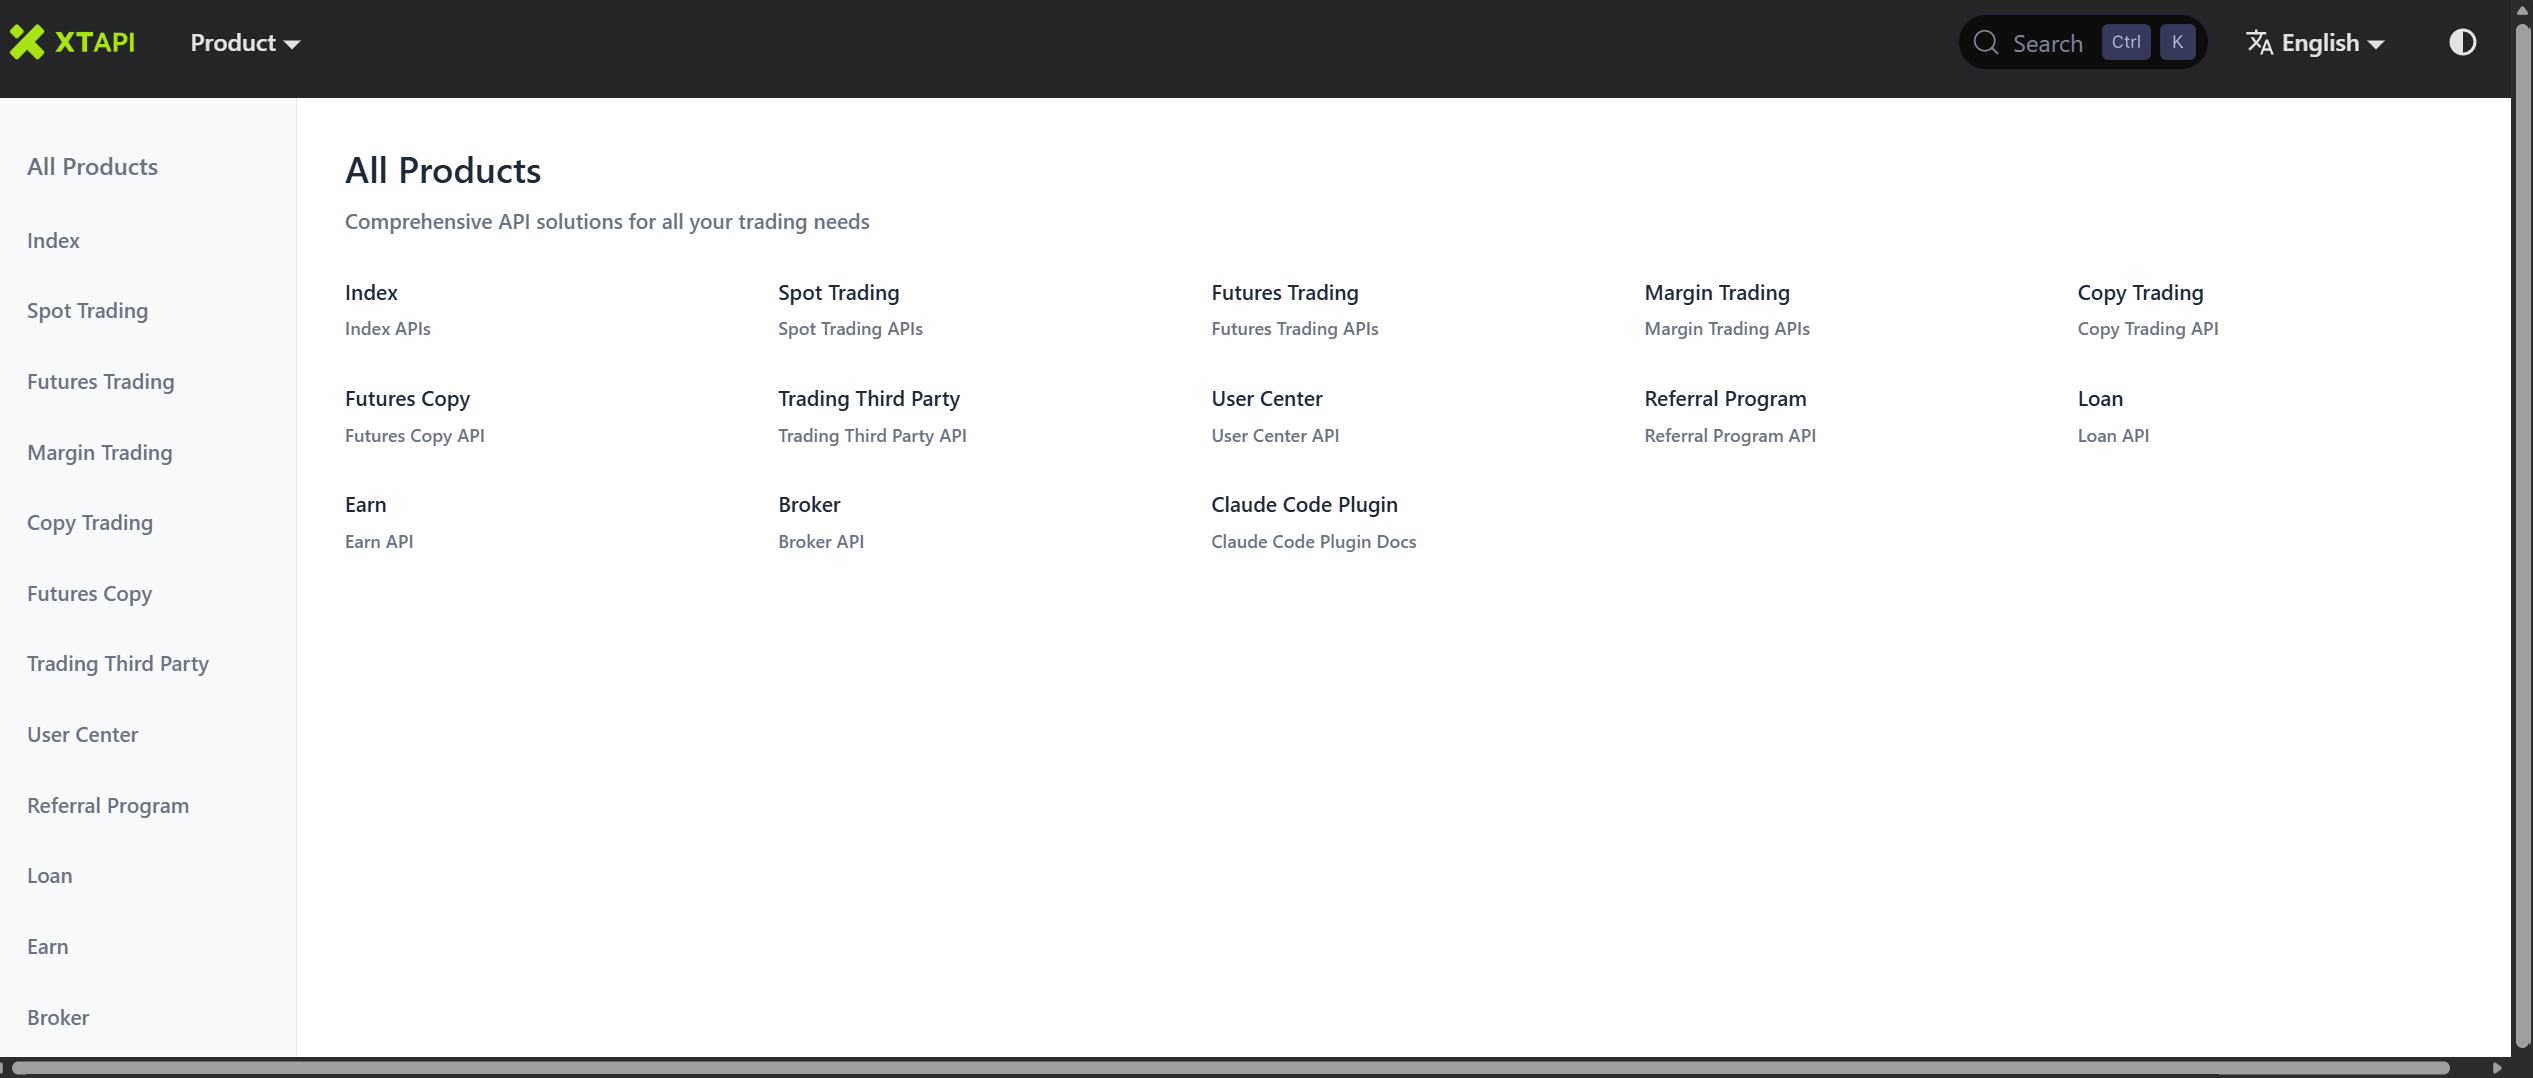 XTAPI
Product
Search Ctrl K
English
All Products
Index
Spot Trading
Futures Trading
Margin Trading
Copy Trading
Futures Copy
Trading Third Party
User Center
Referral Program
Loan
Earn
Broker
All Products
Comprehensive API solutions for all your trading needs
Index
Index APIs
Spot Trading
Spot Trading APIs
Futures Trading
Futures Trading APIs
Margin Trading
Margin Trading APIs
Copy Trading
Copy Trading API
Futures Copy
Futures Copy API
Trading Third Party
Trading Third Party API
User Center
User Center API
Referral Program
Referral Program API
Loan
Loan API
Earn
Earn API
Broker
Broker API
Claude Code Plugin
Claude Code Plugin Docs